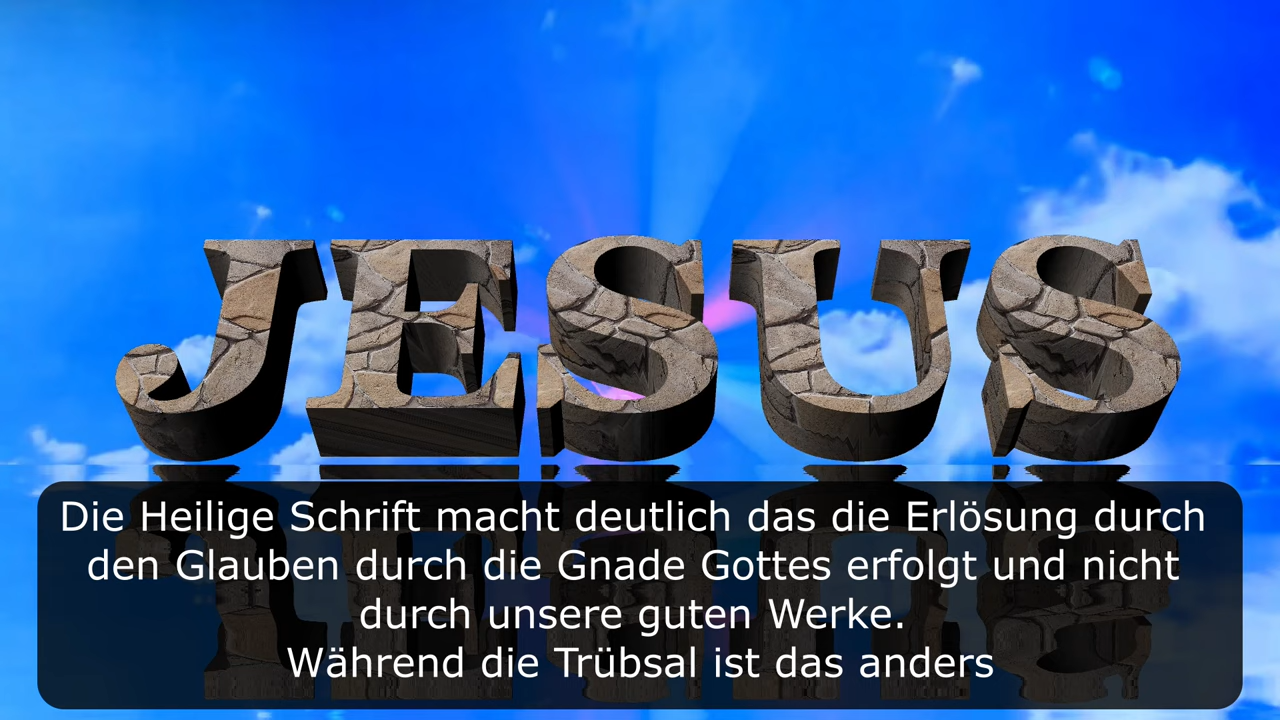 JESUS
Die Heilige Schrift macht deutlich das die Erlösung durch
den Glauben durch die Gnade Gottes erfolgt und nicht
durch unsere guten Werke.
Während die Trübsal ist das anders